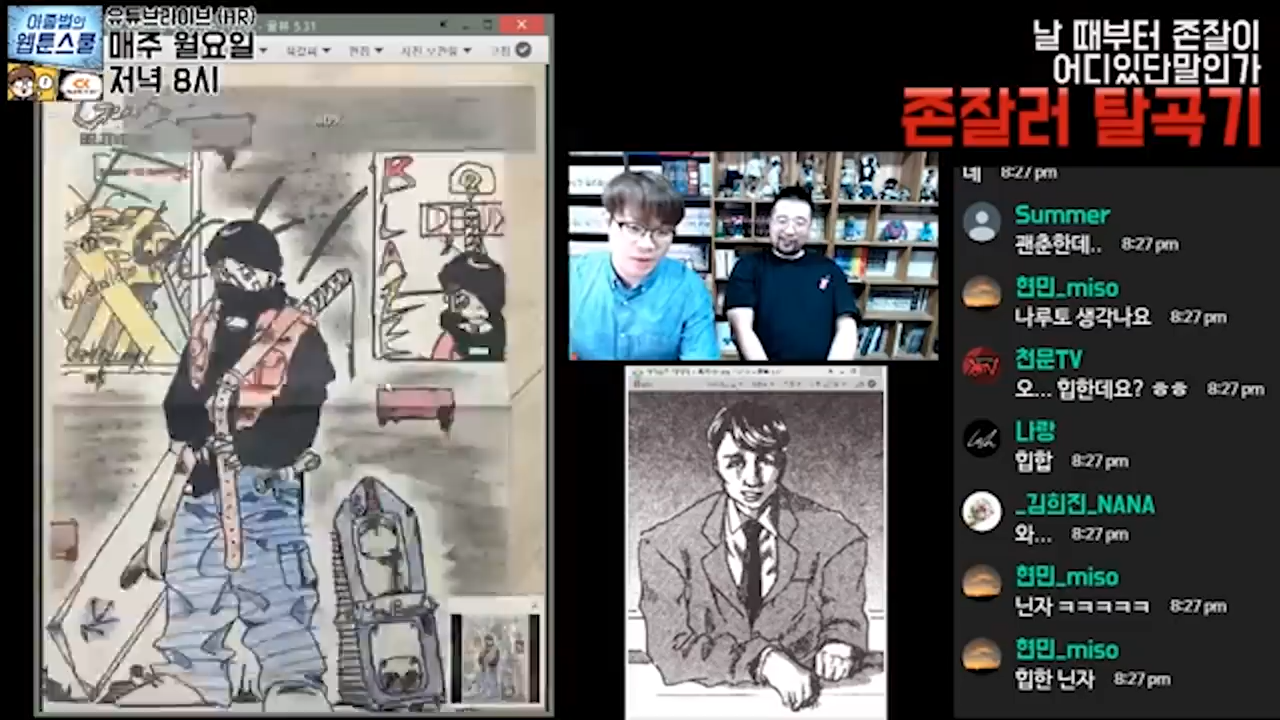 이종범의
웹툰스쿨
유튜브라이브 (HR)
매주 월요일
저녁 8시
날 때부터 존잘이
어디있단말인가
존잘러 탈곡기
네 8:27 pm
Summer
괜춘한데.. 8:27 pm
현민_miso
나루토 생각나요 8:27 pm
천문TV
오... 힙한데요? ㅎㅎ 8:27 pm
나랑
힙합 8:27 pm
_김희진_NANA
와... 8:27 pm
현민_miso
닌자 ㅋㅋㅋㅋㅋ 8:27 pm
현민_miso
힙한 닌자 8:27 pm